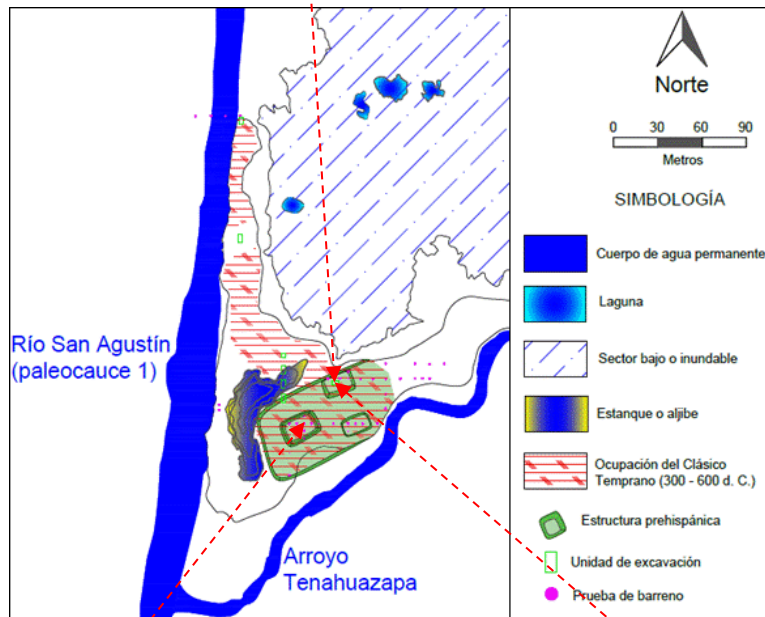 Norte
0 30 60 90
Metros
SIMBOLOGÍA
Cuerpo de agua permanente
Laguna
Sector bajo o inundable
Estanque o aljibe
Ocupación del Clásico
Temprano (300 - 600 d. C.)
Estructura prehispánica
Unidad de excavación
Prueba de barreno
Río San Agustín
(paleocauce 1)
Arroyo
Tenahuazapa